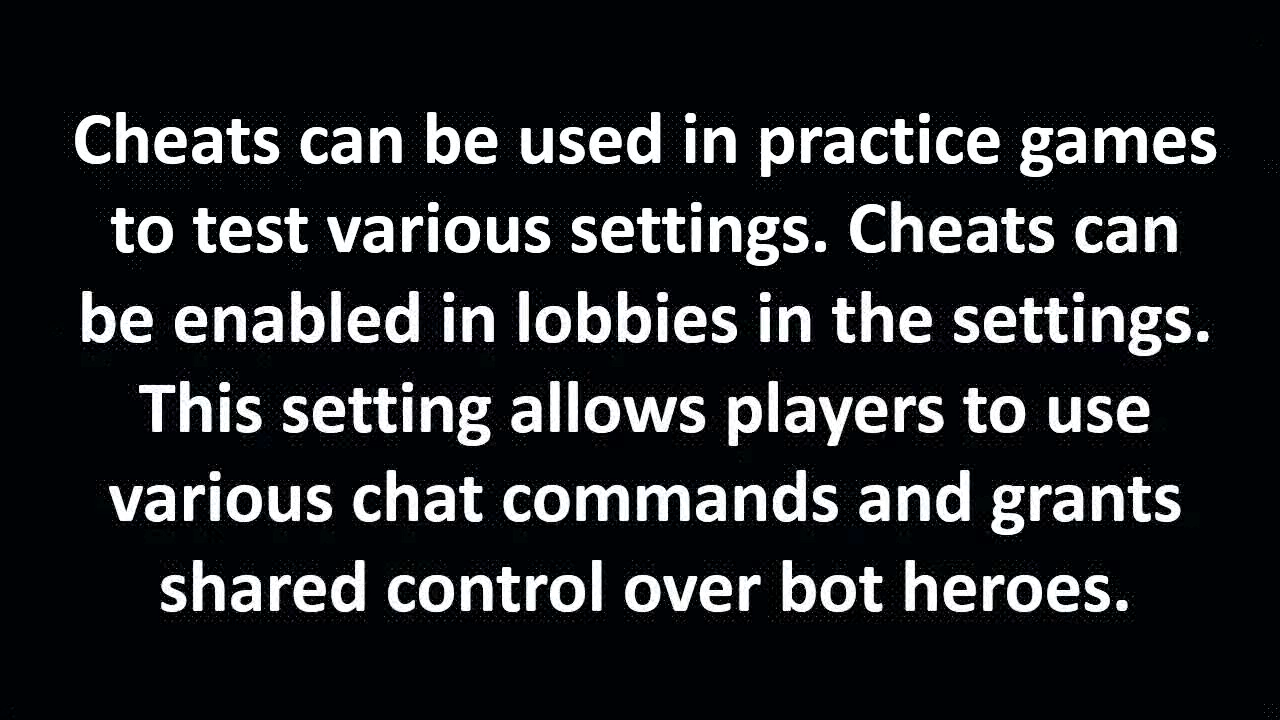 Cheats can be used in practice games
to test various settings. Cheats can
be enabled in lobbies in the settings.
This setting allows players to use
various chat commands and grants
shared control over bot heroes.